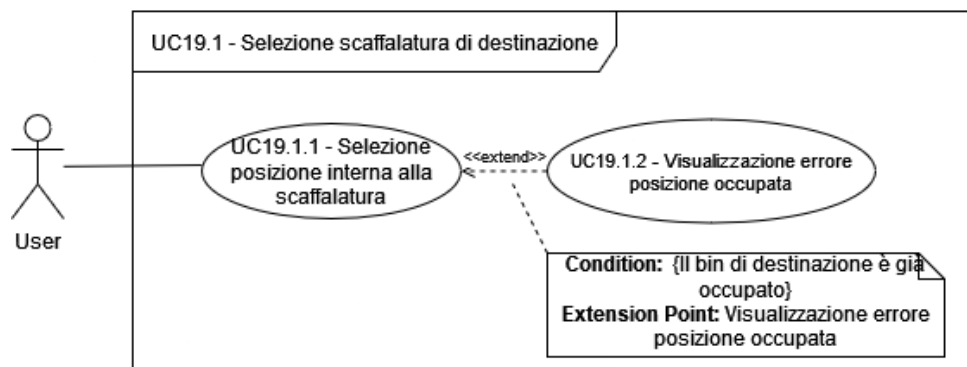 UC19.1 - Selezione scaffalatura di destinazione
UC19.1.1 - Selezione
posizione interna alla
scaffalatura
<<extend>>
UC19.1.2 - Visualizzazione errore
posizione occupata
User
Condition: {Il bin di destinazione è già
occupato}
Extension Point: Visualizzazione errore
posizione occupata